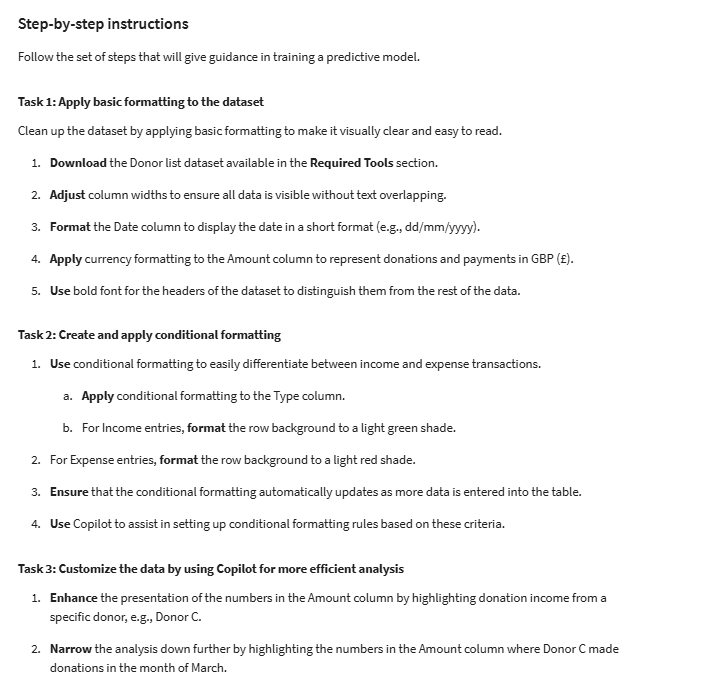 Step-by-step instructions
Follow the set of steps that will give guidance in training a predictive model.
Task 1: Apply basic formatting to the dataset
Clean up the dataset by applying basic formatting to make it visually clear and easy to read.
1. Download the Donor list dataset available in the Required Tools section.
2. Adjust column widths to ensure all data is visible without text overlapping.
3. Format the Date column to display the date in a short format (e.g., dd/mm/yyyy).
4. Apply currency formatting to the Amount column to represent donations and payments in GBP (£).
5. Use bold font for the headers of the dataset to distinguish them from the rest of the data.
Task 2: Create and apply conditional formatting
1. Use conditional formatting to easily differentiate between income and expense transactions.
a. Apply conditional formatting to the Type column.
b. For Income entries, format the row background to a light green shade.
2. For Expense entries, format the row background to a light red shade.
3. Ensure that the conditional formatting automatically updates as more data is entered into the table.
4. Use Copilot to assist in setting up conditional formatting rules based on these criteria.
Task 3: Customize the data by using Copilot for more efficient analysis
1. Enhance the presentation of the numbers in the Amount column by highlighting donation income from a
specific donor, e.g., Donor C.
2. Narrow the analysis down further by highlighting the numbers in the Amount column where Donor C made
donations in the month of March.